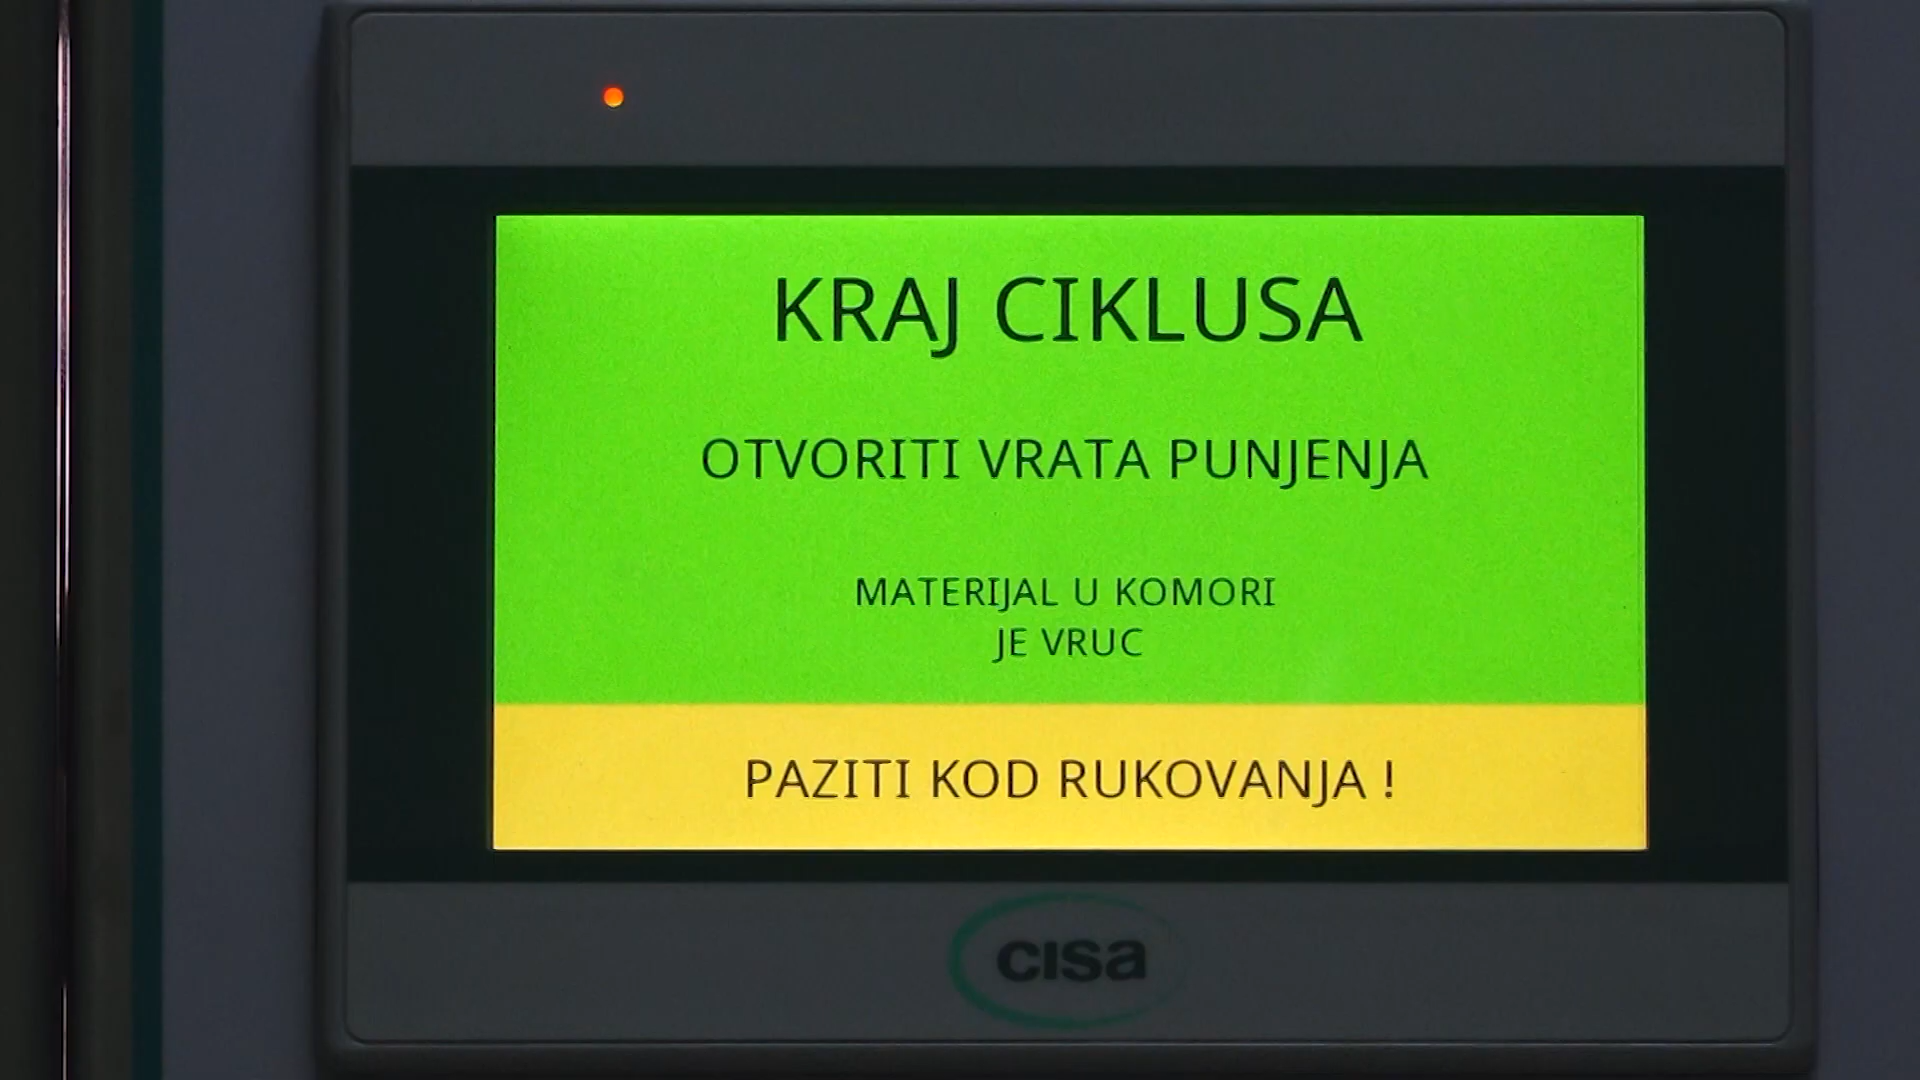 KRAJ CIKLUSA
OTVORITI VRATA PUNJENJA
MATERIJAL U KOMORI
JE VRUC
PAZITI KOD RUKOVANJA !
cisa